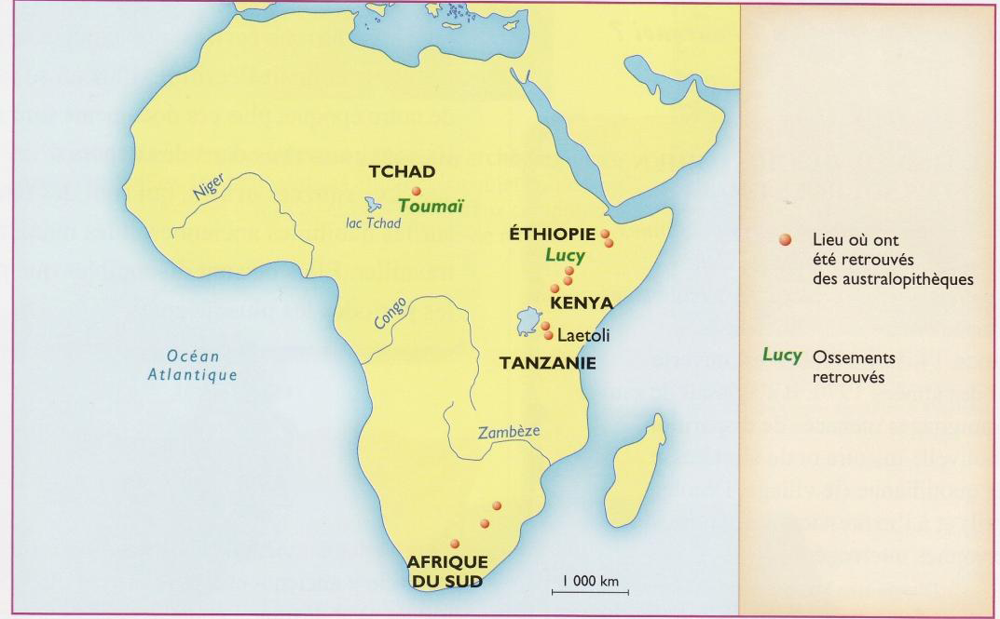 TCHAD
Toumaï
lac Tchad
Niger
ÉTHIOPIE
Lucy
KENYA
Laetoli
TANZANIE
Congo
Océan
Atlantique
Zambèze
AFRIQUE
DU SUD
1 000 km
Lieu où ont
été retrouvés
des australopithèques
Lucy Ossements
retrouvés